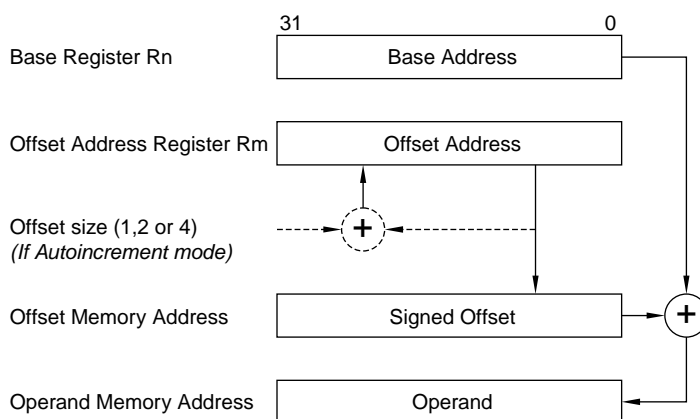 31 0
Base Register Rn Base Address
Offset Address Register Rm Offset Address
Offset size (1,2 or 4) +
(If Autoincrement mode)
Offset Memory Address Signed Offset +
Operand Memory Address Operand